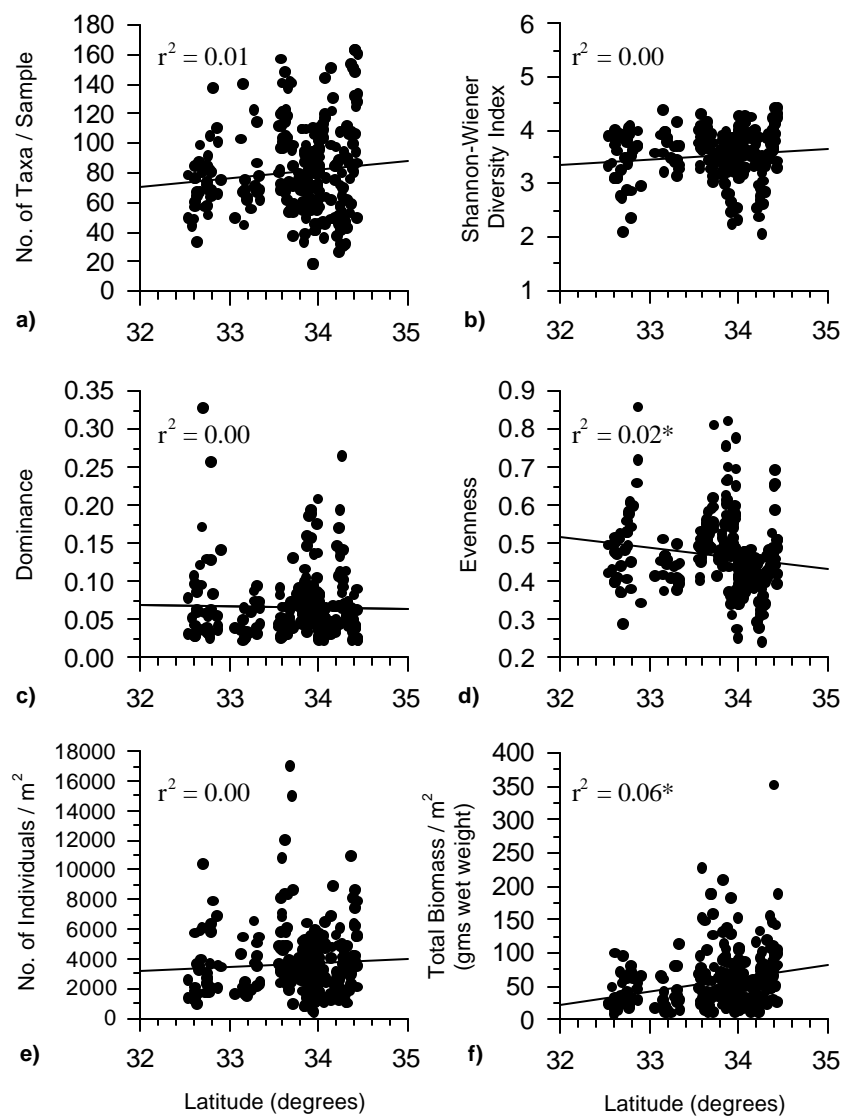 180
160
140
120
100
80
60
40
20
0
No. of Taxa / Sample
r² = 0.01
32 33 34 35
a)
6
5
4
3
2
1
Shannon-Wiener
Diversity Index
r² = 0.00
32 33 34 35
b)
0.35
0.30
0.25
0.20
0.15
0.10
0.05
0.00
Dominance
r² = 0.00
32 33 34 35
c)
0.9
0.8
0.7
0.6
0.5
0.4
0.3
0.2
Evenness
r² = 0.02*
32 33 34 35
d)
18000
16000
14000
12000
10000
8000
6000
4000
2000
0
No. of Individuals / m²
r² = 0.00
32 33 34 35
e)
Latitude (degrees)
400
350
300
250
200
150
100
50
0
Total Biomass / m²
(gms wet weight)
r² = 0.06*
32 33 34 35
f)
Latitude (degrees)